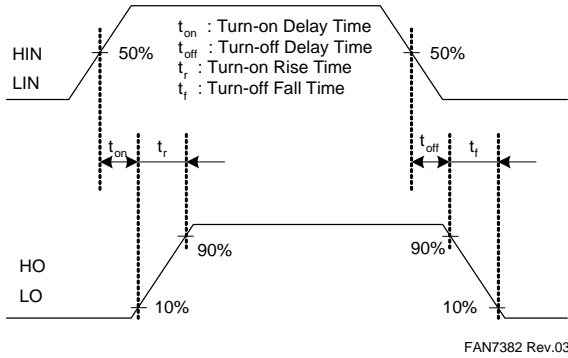 t_on : Turn-on Delay Time
t_off : Turn-off Delay Time
t_r : Turn-on Rise Time
t_f : Turn-off Fall Time
HIN
LIN
50%
50%
t_on
t_r
t_off
t_f
HO
LO
90%
90%
10%
10%
FAN7382 Rev.03